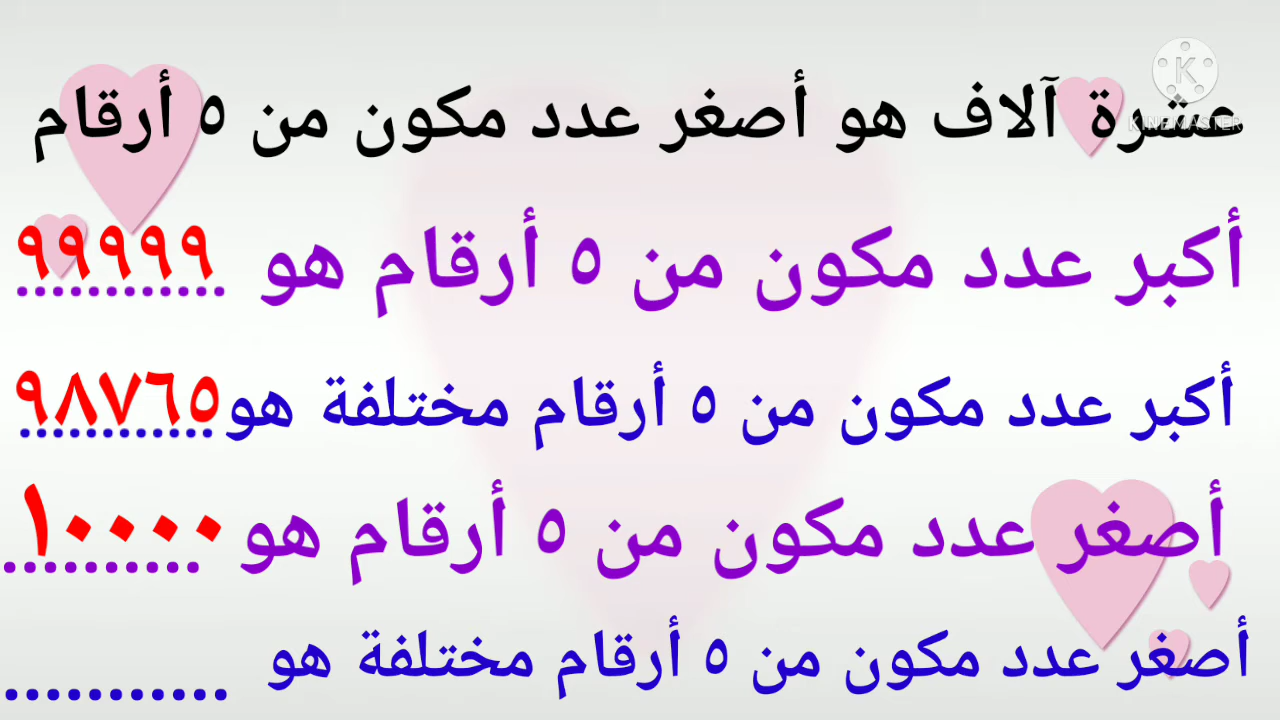 K
KINEMASTER
عشرة آلاف هو أصغر عدد مكون من ٥ أرقام
أكبر عدد مكون من ٥ أرقام هو ٩٩٩٩٩
أكبر عدد مكون من ٥ أرقام مختلفة هو ٩٨٧٦٥
أصغر عدد مكون من ٥ أرقام هو ١٠٠٠٠
أصغر عدد مكون من ٥ أرقام مختلفة هو ...........